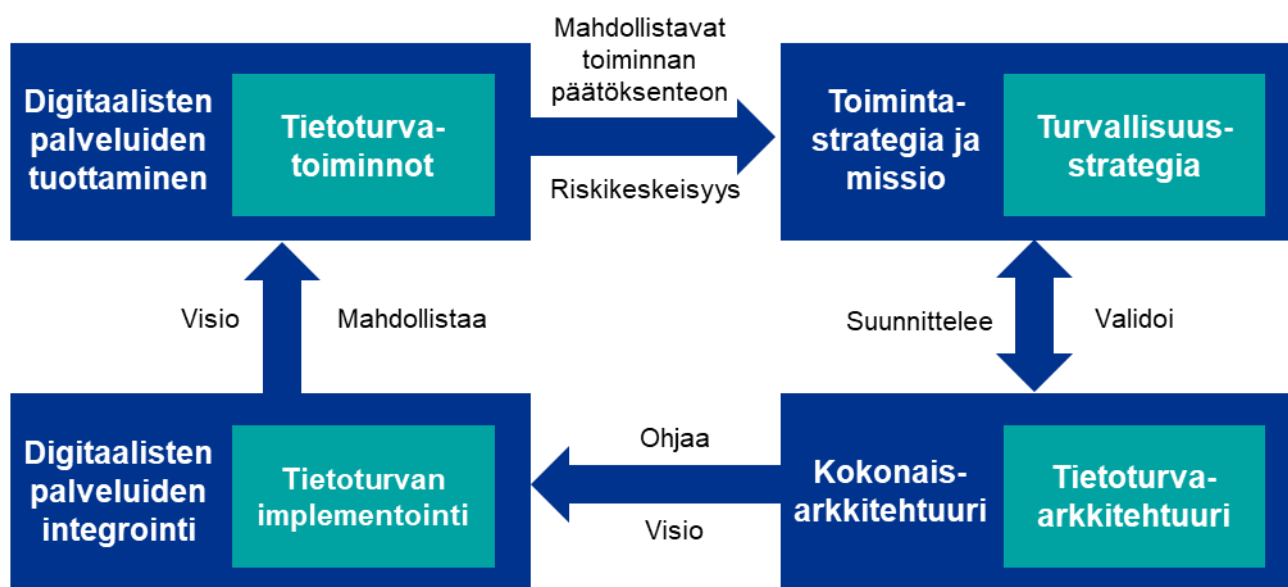 Mahdollistavat
toiminnan
päätöksenteon
Digitaalisten
palveluiden
tuottaminen
Tietoturva-
toiminnot
Riskikeskeisyys
Toiminta-
strategia ja
missio
Turvallisuus-
strategia
Visio
Mahdollistaa
Suunnittelee
Validoi
Digitaalisten
palveluiden
integrointi
Tietoturvan
implementointi
Ohjaa
Visio
Kokonais-
arkkitehtuuri
Tietoturva-
arkkitehtuuri